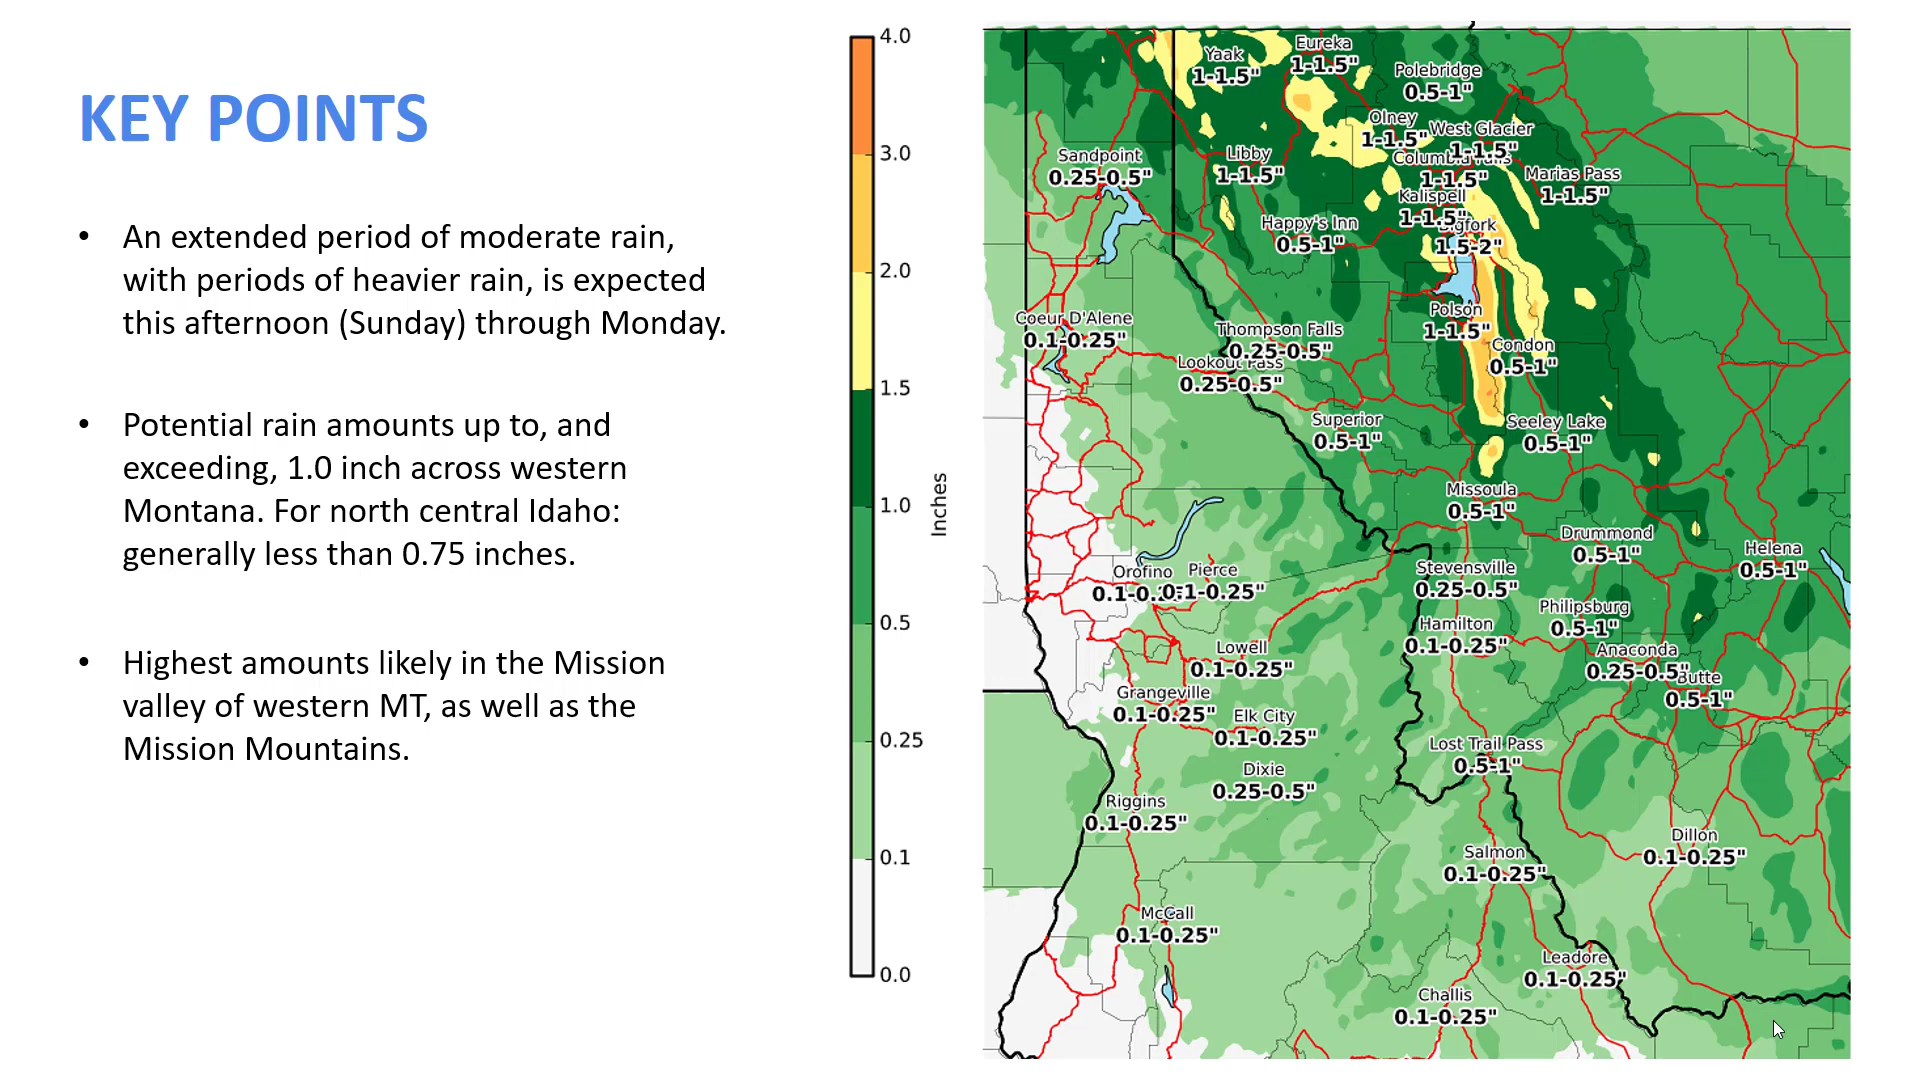 KEY POINTS
• An extended period of moderate rain,
with periods of heavier rain, is expected
this afternoon (Sunday) through Monday.
• Potential rain amounts up to, and
exceeding, 1.0 inch across western
Montana. For north central Idaho:
generally less than 0.75 inches.
• Highest amounts likely in the Mission
valley of western MT, as well as the
Mission Mountains.
4.0
3.0
2.0
1.5
1.0
0.5
0.25
0.1
0.0
Inches
Yaak
1-1.5"
Eureka
1-1.5"
Polebridge
0.5-1"
Olney
1-1.5"
West Glacier
1-1.5"
Sandpoint
0.25-0.5"
Libby
1-1.5"
1-1.5"
Marias Pass
1-1.5"
Kalispell
1-1.5"
Happy's Inn
0.5-1"
1.5-2"
Coeur D'Alene
0.1-0.25"
Polson
1-1.5"
Thompson Falls
0.25-0.5"
Condon
0.5-1"
Lookout Pass
0.25-0.5"
Superior
0.5-1"
Seeley Lake
0.5-1"
Missoula
0.5-1"
Drummond
0.5-1"
Helena
0.5-1"
Orofino
Pierce
0.1-0.25"
Stevensville
0.25-0.5"
Philipsburg
0.5-1"
Hamilton
0.1-0.25"
Lowell
0.1-0.25"
Anaconda
0.25-0.5"
Butte
0.5-1"
Grangeville
0.1-0.25"
Elk City
0.1-0.25"
Lost Trail Pass
0.5-1"
Dixie
0.25-0.5"
Riggins
0.1-0.25"
Dillon
0.1-0.25"
Salmon
0.1-0.25"
McCall
0.1-0.25"
Leadore
0.1-0.25"
Challis
0.1-0.25"